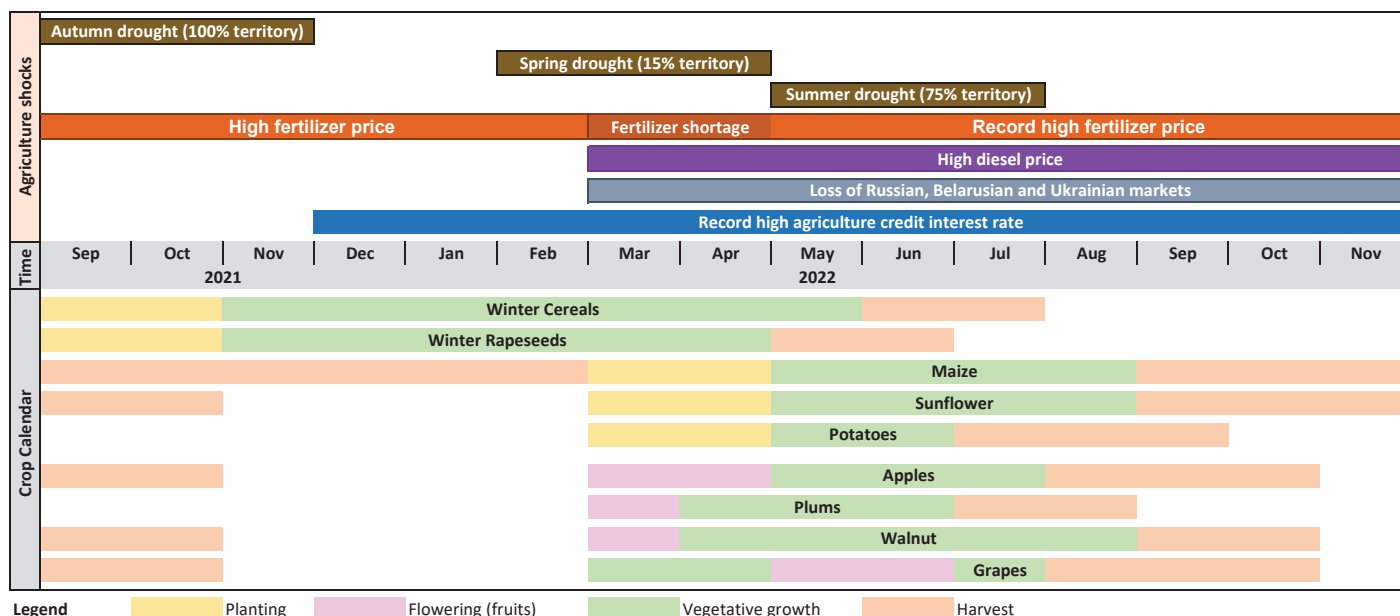 Agriculture shocks
Autumn drought (100% territory)
Spring drought (15% territory)
Summer drought (75% territory)
High fertilizer price
Fertilizer shortage
Record high fertilizer price
High diesel price
Loss of Russian, Belarusian and Ukrainian markets
Record high agriculture credit interest rate
Time
Sep Oct Nov Dec Jan Feb Mar Apr May Jun Jul Aug Sep Oct Nov
2021 2022
Crop Calendar
Winter Cereals
Winter Rapeseeds
Maize
Sunflower
Potatoes
Apples
Plums
Walnut
Grapes
Legend Planting Flowering (fruits) Vegetative growth Harvest